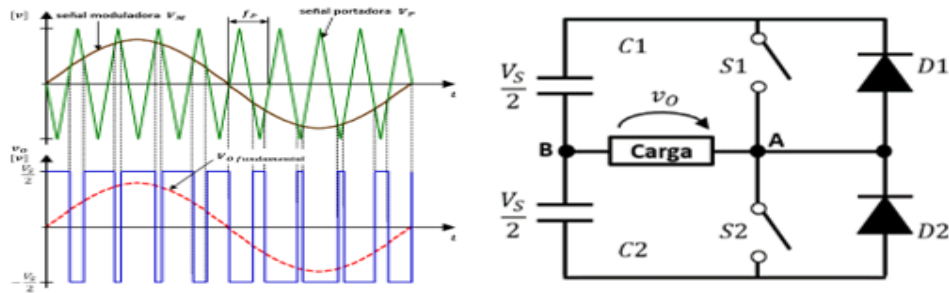 [v]
señal moduladora V_M
f_P
señal portadora V_P
t
v_O
[v]
V_S/2
V_O fundamental
t
-V_S/2
C1
S1
D1
V_S/2
v_O
B
Carga
A
V_S/2
S2
D2
C2